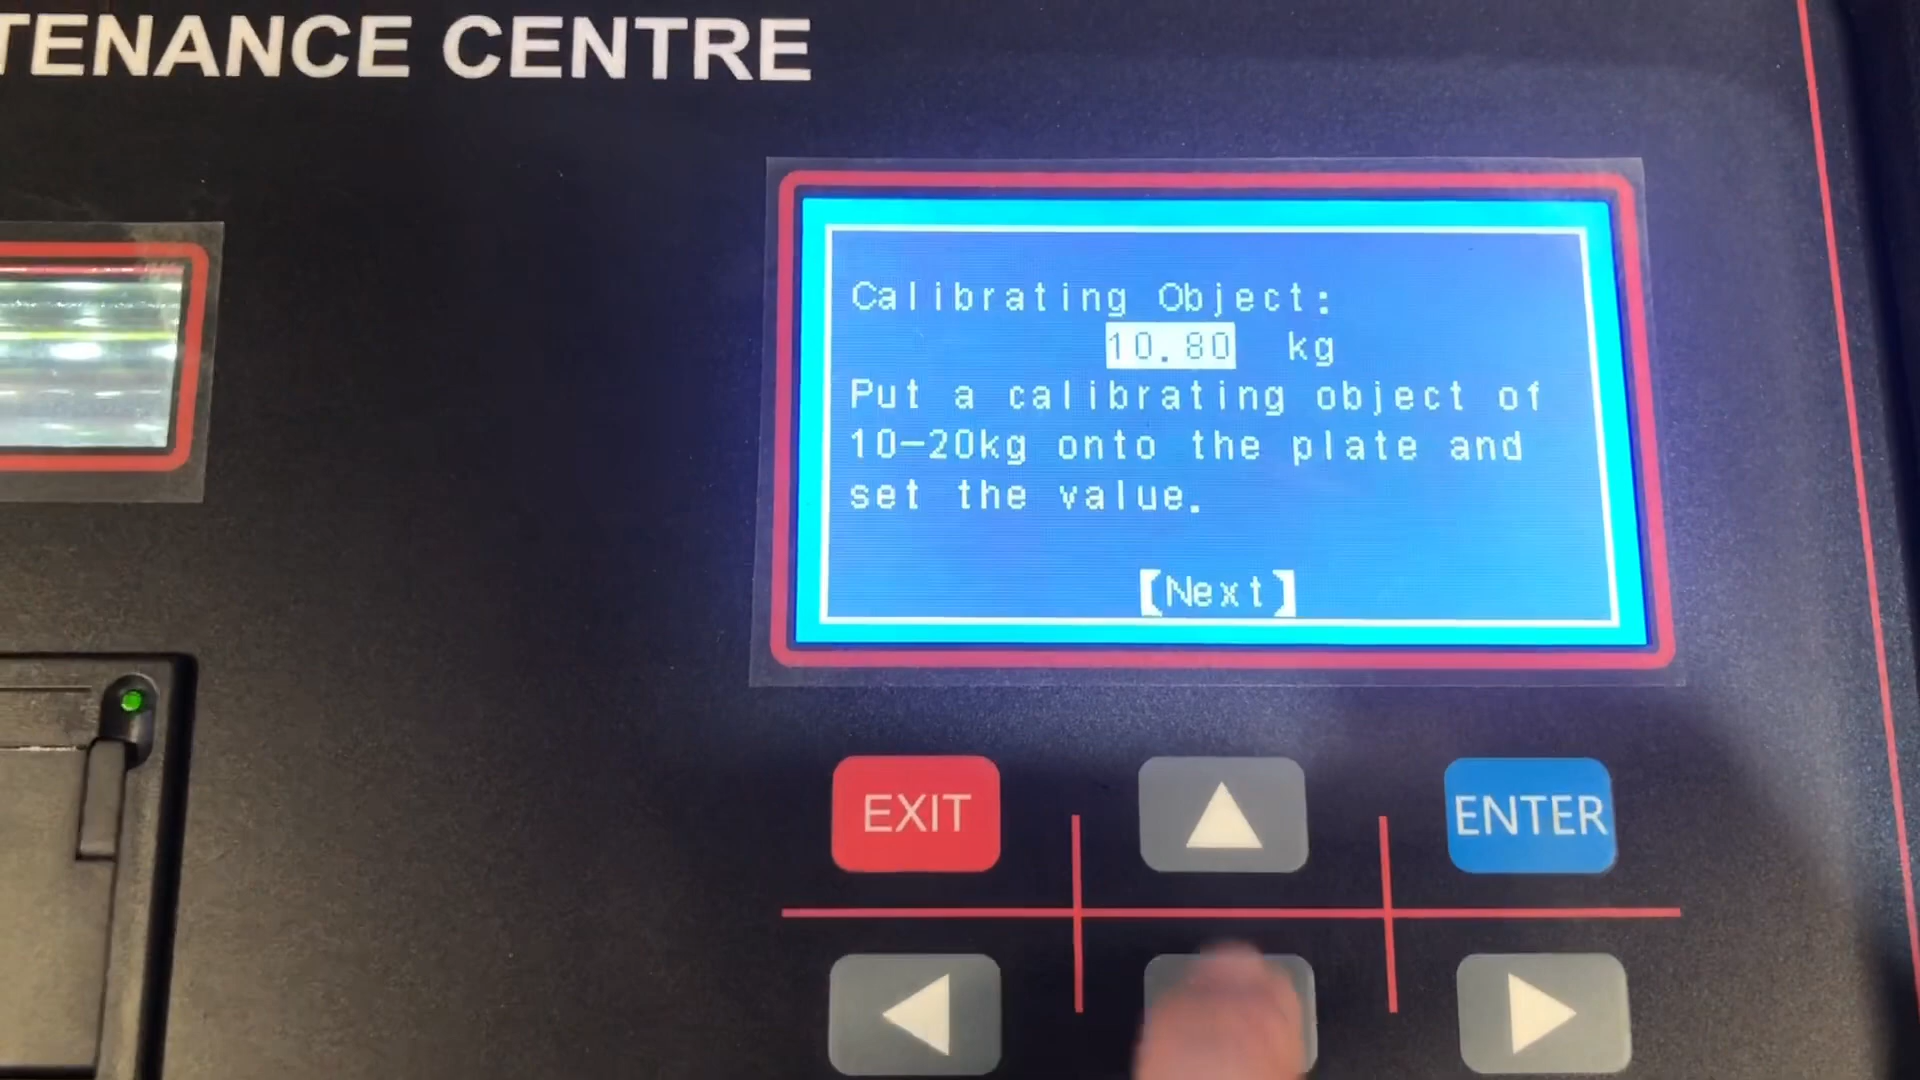 TENANCE CENTRE
Calibrating Object:
10.80 kg
Put a calibrating object of
10-20kg onto the plate and
set the value.
【Next】
EXIT
ENTER